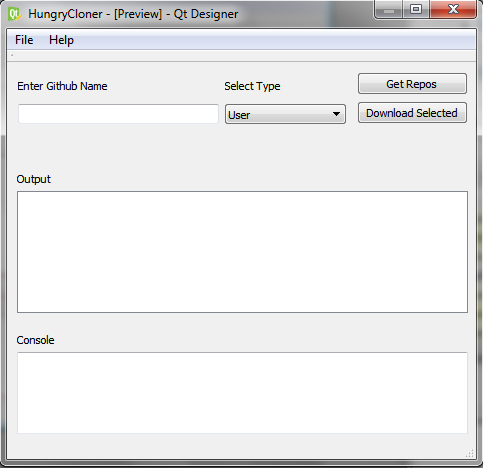 Qt HungryCloner - [Preview] - Qt Designer
File Help
Enter Github Name Select Type Get Repos
User Download Selected
Output
Console